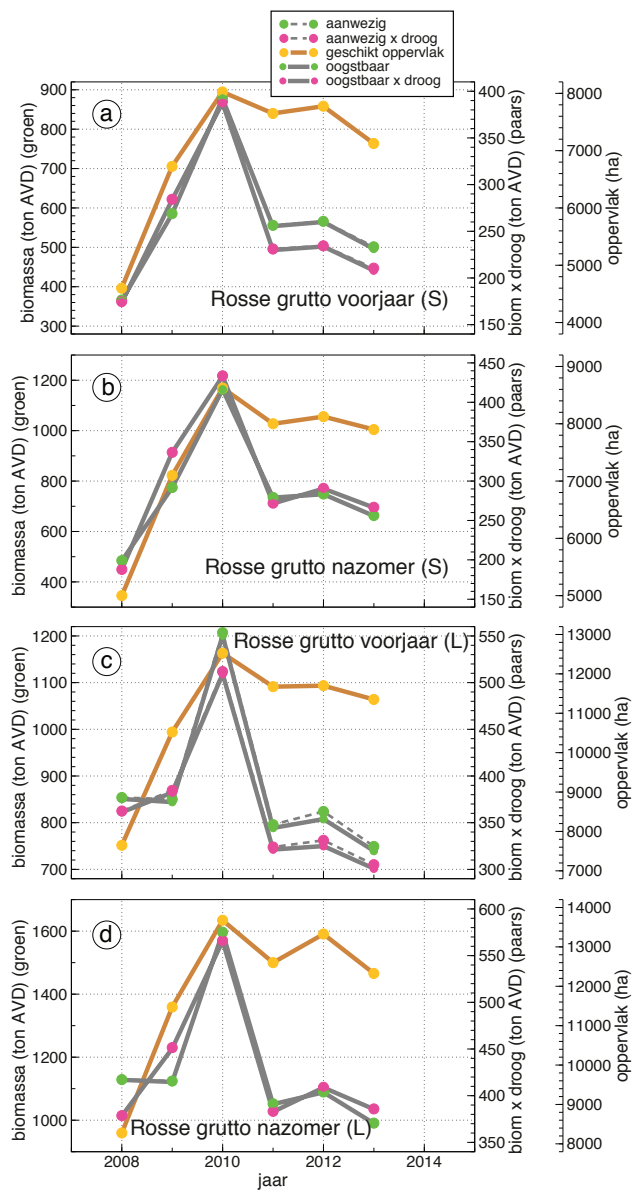 aanwezig
aanwezig x droog
geschikt oppervlak
oogstbaar
oogstbaar x droog
a
900
800
700
600
500
400
300
biomassa (ton AVD) (groen)
400
350
300
250
200
150
biom x droog (ton AVD) (paars)
8000
7000
6000
5000
4000
oppervlak (ha)
Rosse grutto voorjaar (S)
b
1200
1000
800
600
400
biomassa (ton AVD) (groen)
450
400
350
300
250
200
150
biom x droog (ton AVD) (paars)
9000
8000
7000
6000
5000
oppervlak (ha)
Rosse grutto nazomer (S)
Rosse grutto voorjaar (L)
c
1200
1100
1000
900
800
700
biomassa (ton AVD) (groen)
550
500
450
400
350
300
biom x droog (ton AVD) (paars)
13000
12000
11000
10000
9000
8000
7000
oppervlak (ha)
d
1600
1400
1200
1000
biomassa (ton AVD) (groen)
600
550
500
450
400
350
biom x droog (ton AVD) (paars)
14000
13000
12000
11000
10000
9000
8000
oppervlak (ha)
Rosse grutto nazomer (L)
2008 2010 2012 2014
jaar